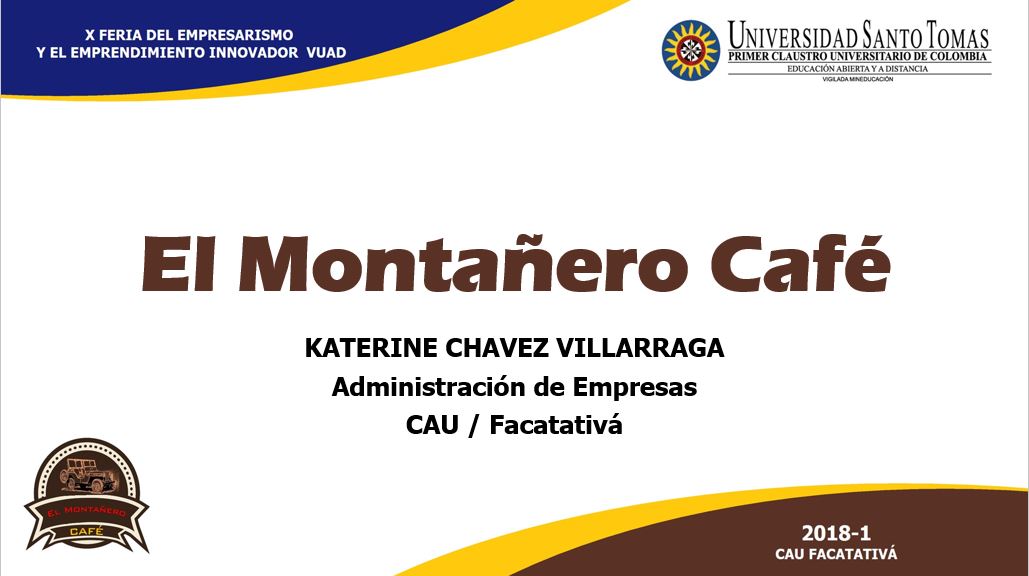 X FERIA DEL EMPRESARISMO
Y EL EMPRENDIMIENTO INNOVADOR VUAD
UNIVERSIDAD SANTO TOMAS
PRIMER CLAUSTRO UNIVERSITARIO DE COLOMBIA
EDUCACIÓN ABIERTA Y A DISTANCIA
VIGILADA MINEDUCACIÓN
El Montañero Café
KATERINE CHAVEZ VILLARRAGA
Administración de Empresas
CAU / Facatativá
EL MONTAÑERO
CAFÉ
2018-1
CAU FACATATIVÁ